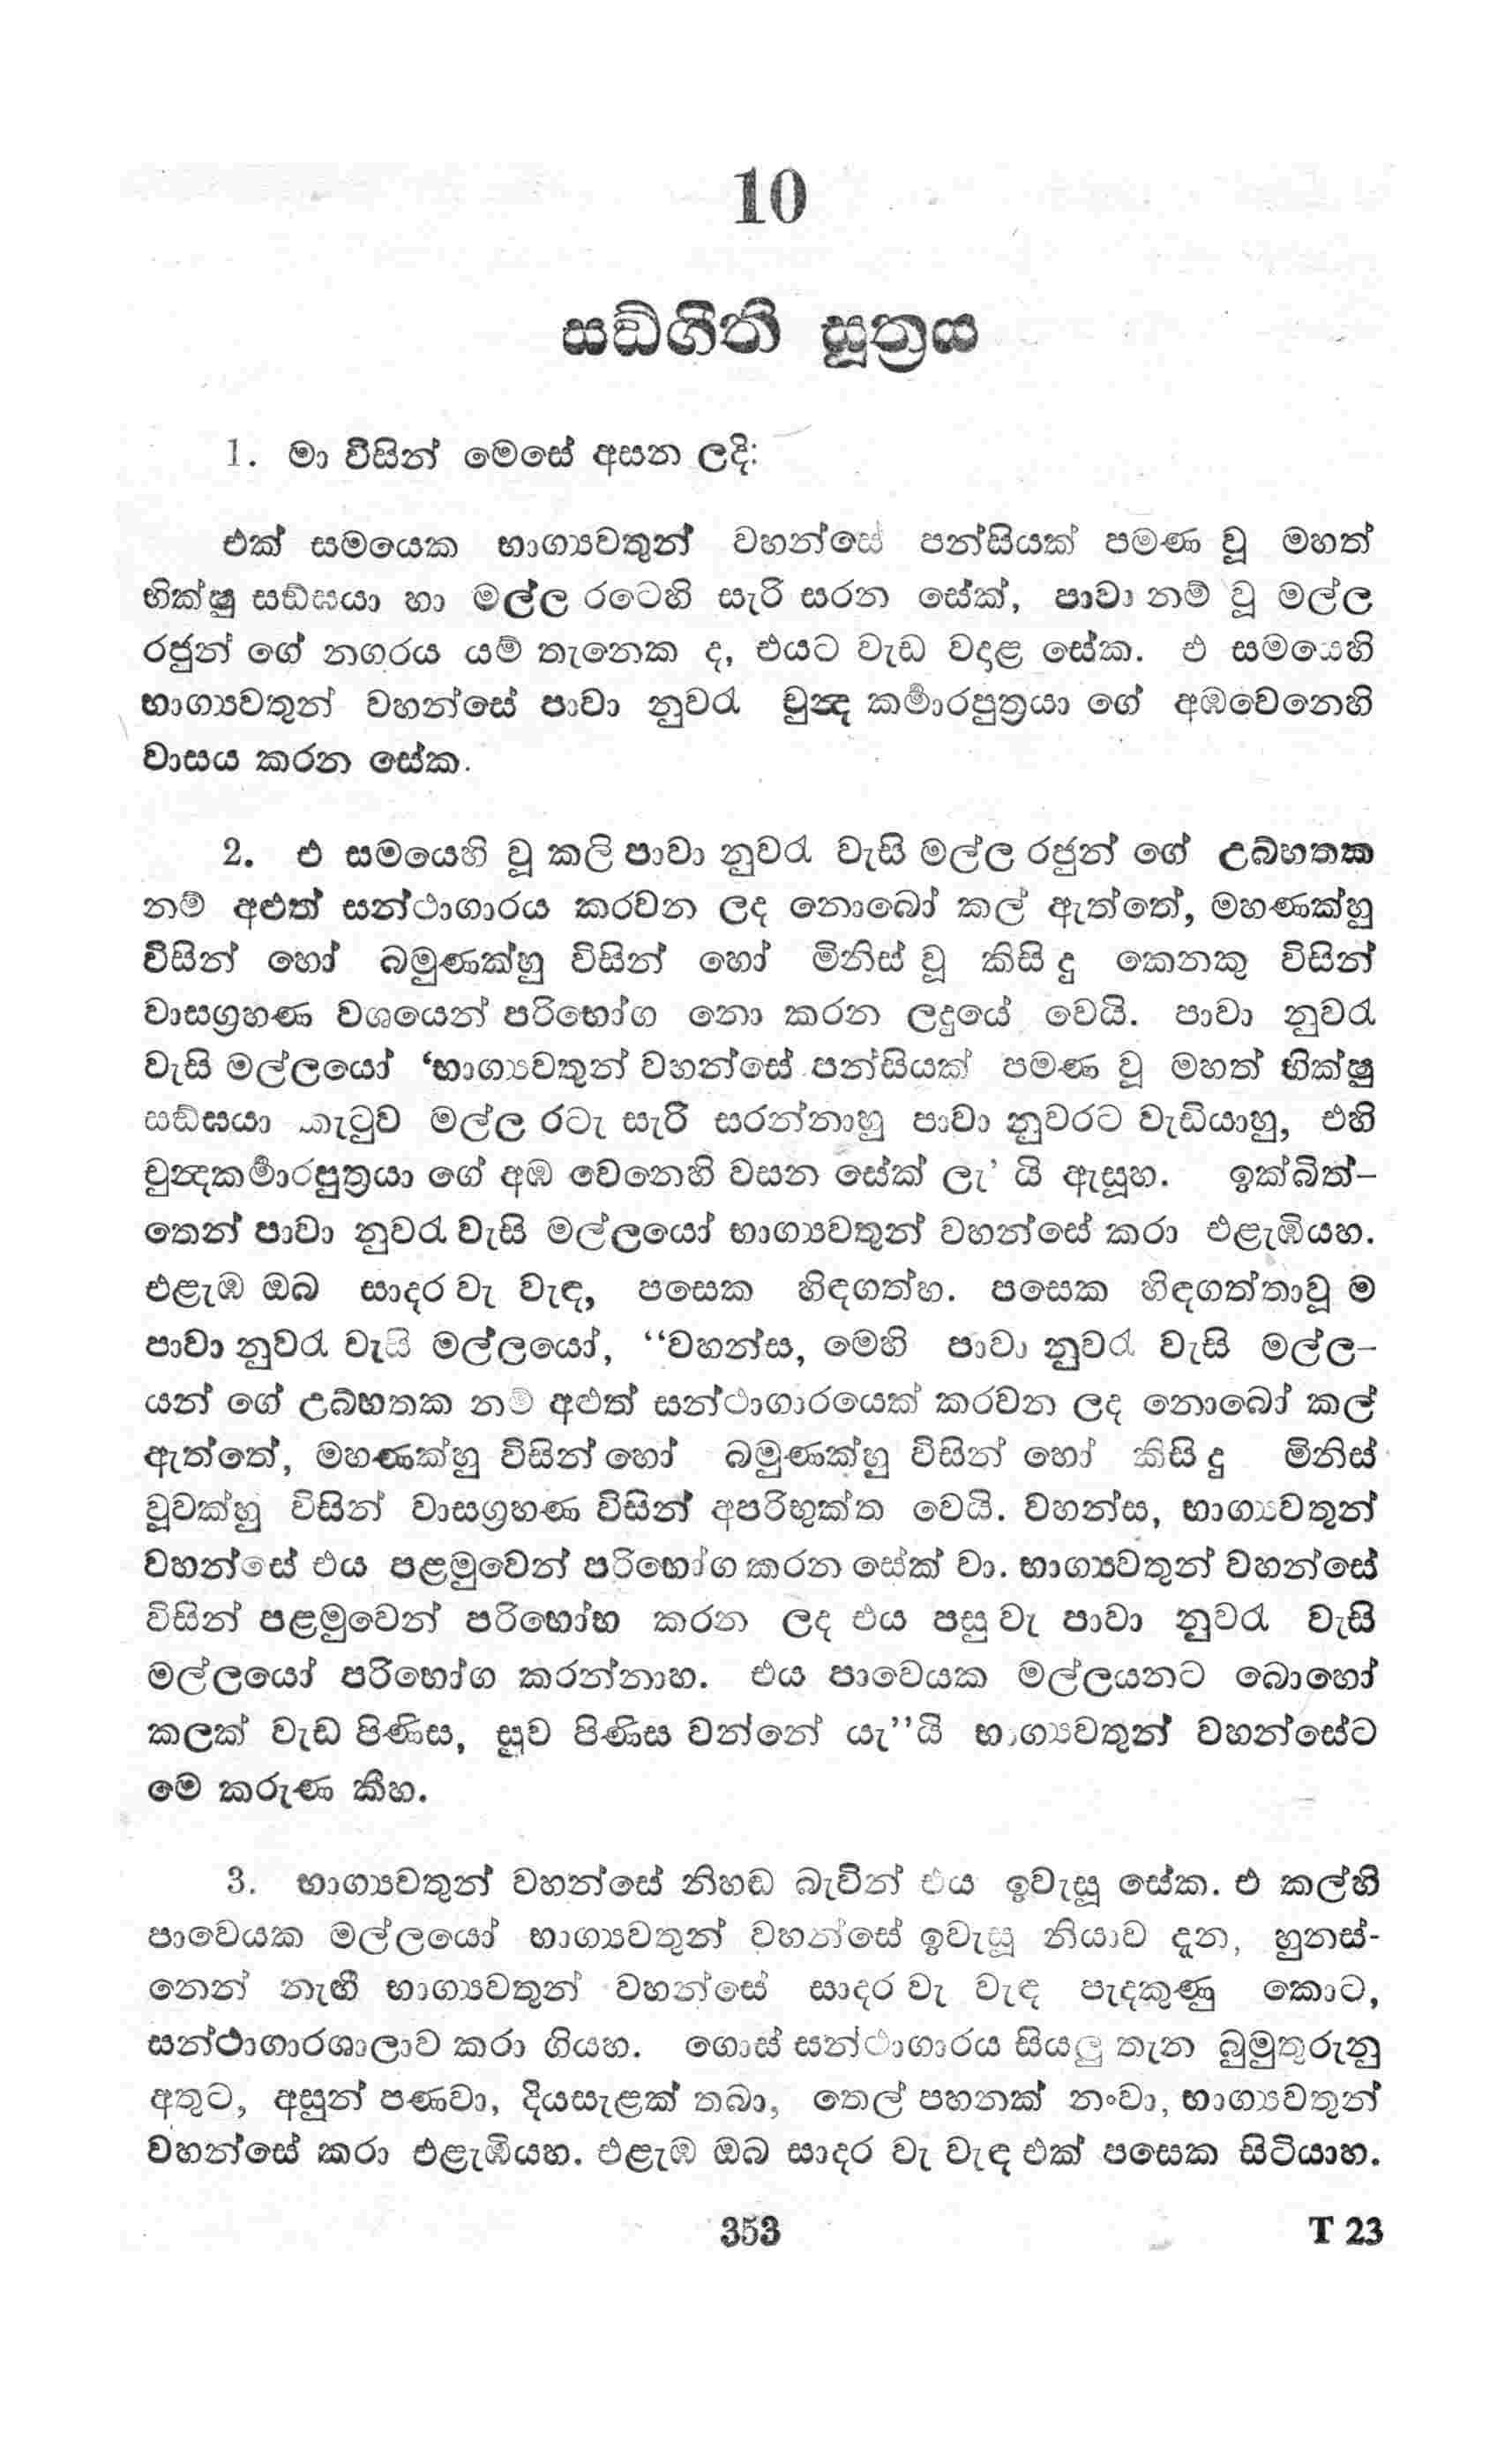 10
සඞ්ගීති සූත්‍රය
1. මා විසින් මෙසේ අසන ලදි:
එක් සමයෙක භාග්‍යවතුන් වහන්සේ පන්සියක් පමණ වූ මහත්
භික්ෂු සඞ්ඝයා හා මල්ල රටෙහි සැරි සරන සේක්, පාවා නම් වූ මල්ල
රජුන් ගේ නගරය යම් තැනෙක ද, එයට වැඩ වදාළ සේක. එ සමයෙහි
භාග්‍යවතුන් වහන්සේ පාවා නුවරැ චුන්‍ද කර්‍මාරපුත්‍රයා ගේ අඹවෙනෙහි
වාසය කරන සේක.
2. එ සමයෙහි වූ කලි පාවා නුවරැ වැසි මල්ල රජුන් ගේ උබ්භතක
නම් අළුත් සන්ථාගාරය කරවන ලද නොබෝ කල් ඇත්තේ, මහණක්හු
විසින් හෝ බමුණක්හු විසින් හෝ මිනිස් වූ කිසි දු කෙනකු විසින්
වාසග්‍රහණ වශයෙන් පරිභෝග නො කරන ලදුයේ වෙයි. පාවා නුවරැ
වැසි මල්ලයෝ ‘භාග්‍යවතුන් වහන්සේ පන්සියක් පමණ වූ මහත් භික්ෂු
සඞ්ඝයා කැටුව මල්ල රටැ සැරි සරන්නාහු පාවා නුවරට වැඩියාහු, එහි
චුන්‍දකර්‍මාරපුත්‍රයා ගේ අඹ වෙනෙහි වසන සේක් ලැ’ යි ඇසූහ. ඉක්බිත්-
තෙන් පාවා නුවරැ වැසි මල්ලයෝ භාග්‍යවතුන් වහන්සේ කරා එළැඹියහ.
එළැඹ ඔබ සාදර වැ වැඳ, පසෙක හිඳගත්හ. පසෙක හිඳගත්තාවූ ම
පාවා නුවරැ වැසි මල්ලයෝ, “වහන්ස, මෙහි පාවා නුවරැ වැසි මල්ල-
යන් ගේ උබ්භතක නම් අළුත් සන්ථාගාරයෙක් කරවන ලද නොබෝ කල්
ඇත්තේ, මහණක්හු විසින් හෝ බමුණක්හු විසින් හෝ කිසි දු මිනිස්
වූවක්හු විසින් වාසග්‍රහණ විසින් අපරිභුක්ත වෙයි. වහන්ස, භාග්‍යවතුන්
වහන්සේ එය පළමුවෙන් පරිභෝග කරන සේක් වා. භාග්‍යවතුන් වහන්සේ
විසින් පළමුවෙන් පරිභෝභ කරන ලද එය පසු වැ පාවා නුවරැ වැසි
මල්ලයෝ පරිභෝග කරන්නාහ. එය පාවෙයක මල්ලයනට බොහෝ
කලක් වැඩ පිණිස, සුව පිණිස වන්නේ යැ”යි භාග්‍යවතුන් වහන්සේට
මෙ කරුණ කීහ.
3. භාග්‍යවතුන් වහන්සේ නිහඬ බැවින් එය ඉවැසූ සේක. එ කල්හි
පාවෙයක මල්ලයෝ භාග්‍යවතුන් වහන්සේ ඉවැසූ නියාව දැන, හුනස්-
නෙන් නැඟී භාග්‍යවතුන් වහන්සේ සාදර වැ වැඳ පැදකුණු කොට,
සන්ථාගාරශාලාව කරා ගියහ. ගොස් සන්ථාගාරය සියලු තැන බුමුතුරුනු
අතුට, අසුන් පණවා, දියසැළක් තබා, තෙල් පහනක් නංවා, භාග්‍යවතුන්
වහන්සේ කරා එළැඹියහ. එළැඹ ඔබ සාදර වැ වැඳ එක් පසෙක සිටියාහ.
353
T 23